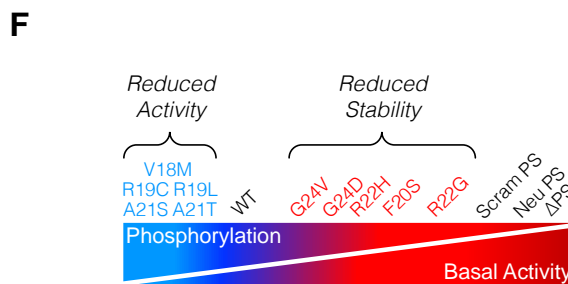 F
Reduced
Activity
Reduced
Stability
V18M
R19C R19L
A21S A21T
WT
G24V
G24D
R22H
F20S
R22G
Scram PS
Neu PS
ΔPS
Phosphorylation
Basal Activity